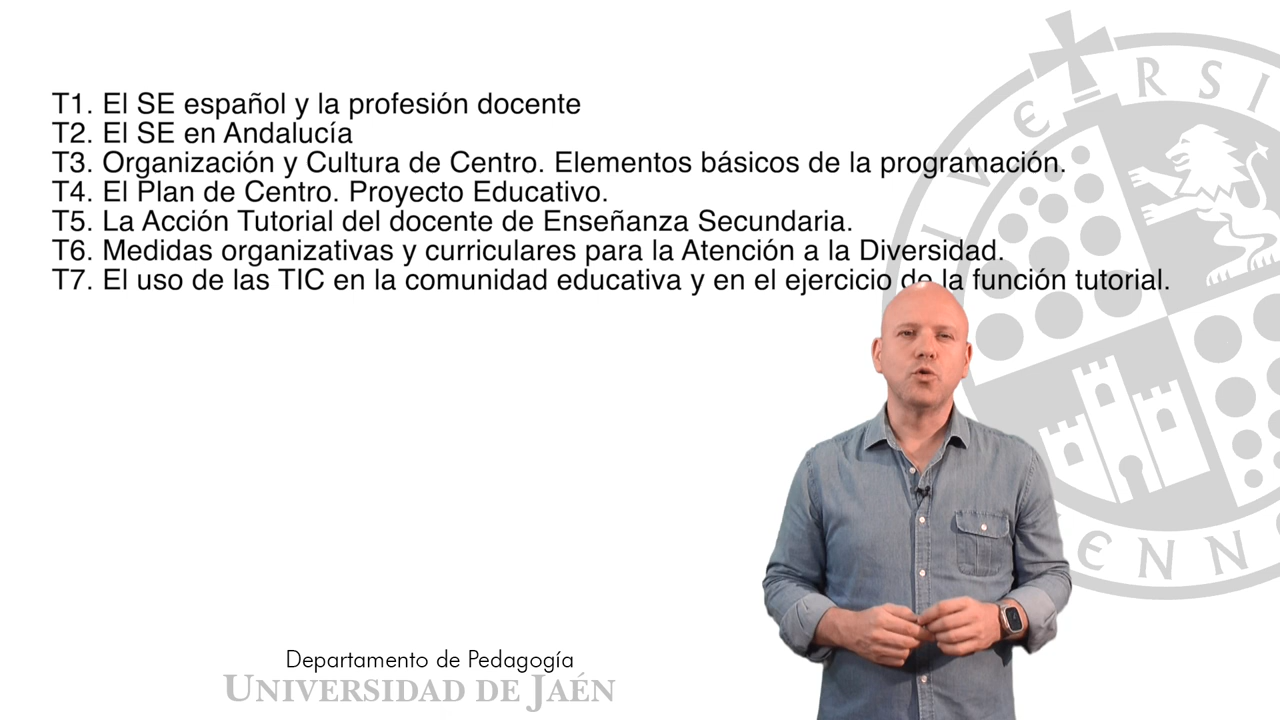 T1. El SE español y la profesión docente
T2. El SE en Andalucía
T3. Organización y Cultura de Centro. Elementos básicos de la programación.
T4. El Plan de Centro. Proyecto Educativo.
T5. La Acción Tutorial del docente de Enseñanza Secundaria.
T6. Medidas organizativas y curriculares para la Atención a la Diversidad.
T7. El uso de las TIC en la comunidad educativa y en el ejercicio de la función tutorial.
Departamento de Pedagogía
UNIVERSIDAD DE JAÉN